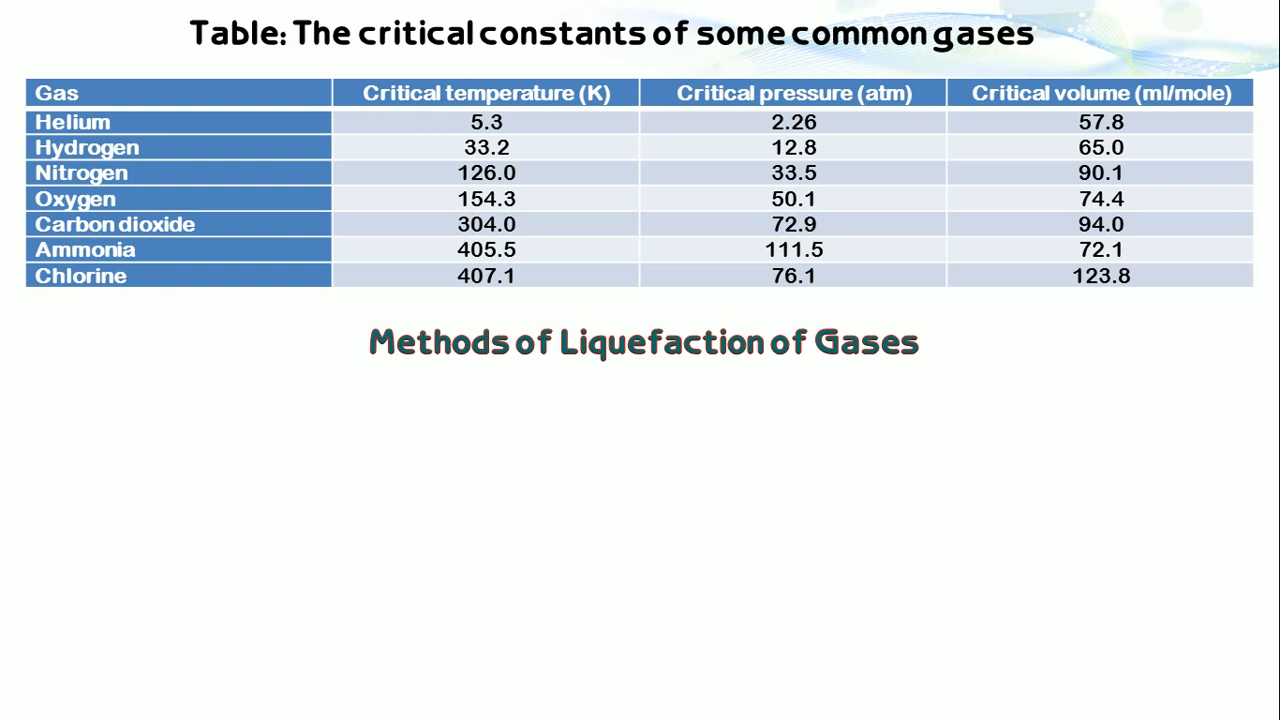 Table: The critical constants of some common gases
Gas Critical temperature (K) Critical pressure (atm) Critical volume (ml/mole)
Helium 5.3 2.26 57.8
Hydrogen 33.2 12.8 65.0
Nitrogen 126.0 33.5 90.1
Oxygen 154.3 50.1 74.4
Carbon dioxide 304.0 72.9 94.0
Ammonia 405.5 111.5 72.1
Chlorine 407.1 76.1 123.8
Methods of Liquefaction of Gases